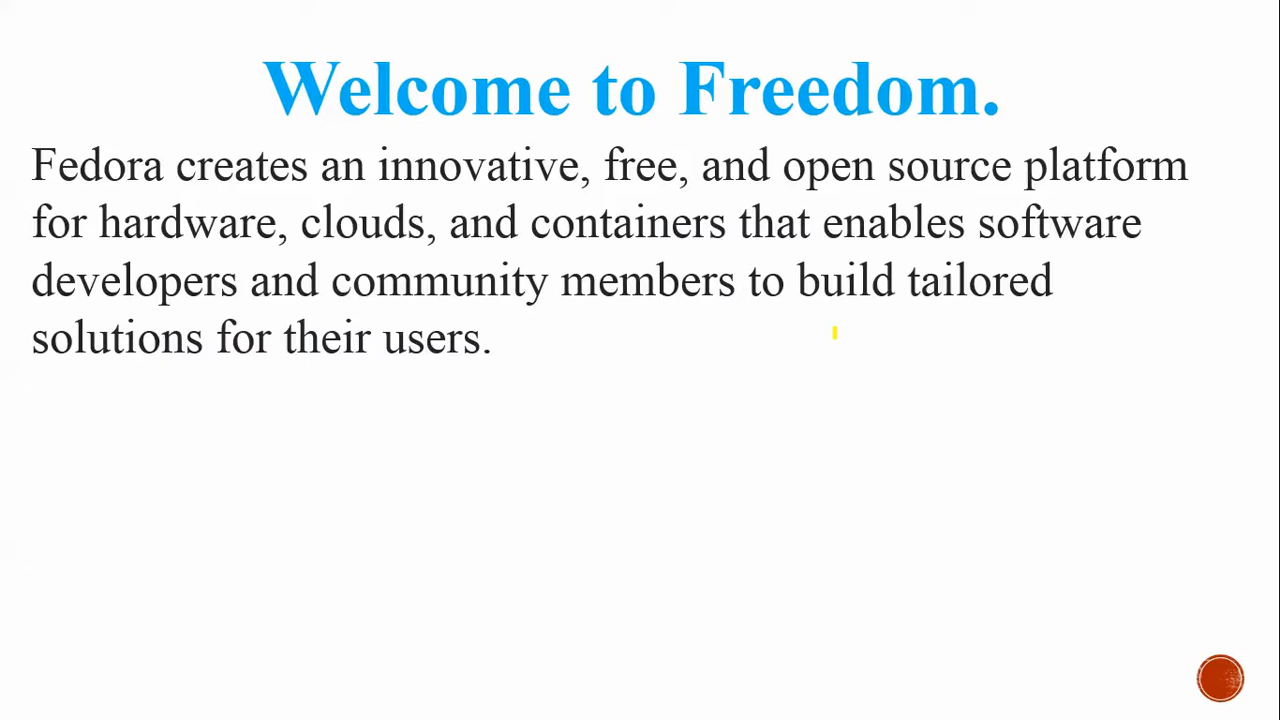 Welcome to Freedom.
Fedora creates an innovative, free, and open source platform
for hardware, clouds, and containers that enables software
developers and community members to build tailored
solutions for their users.